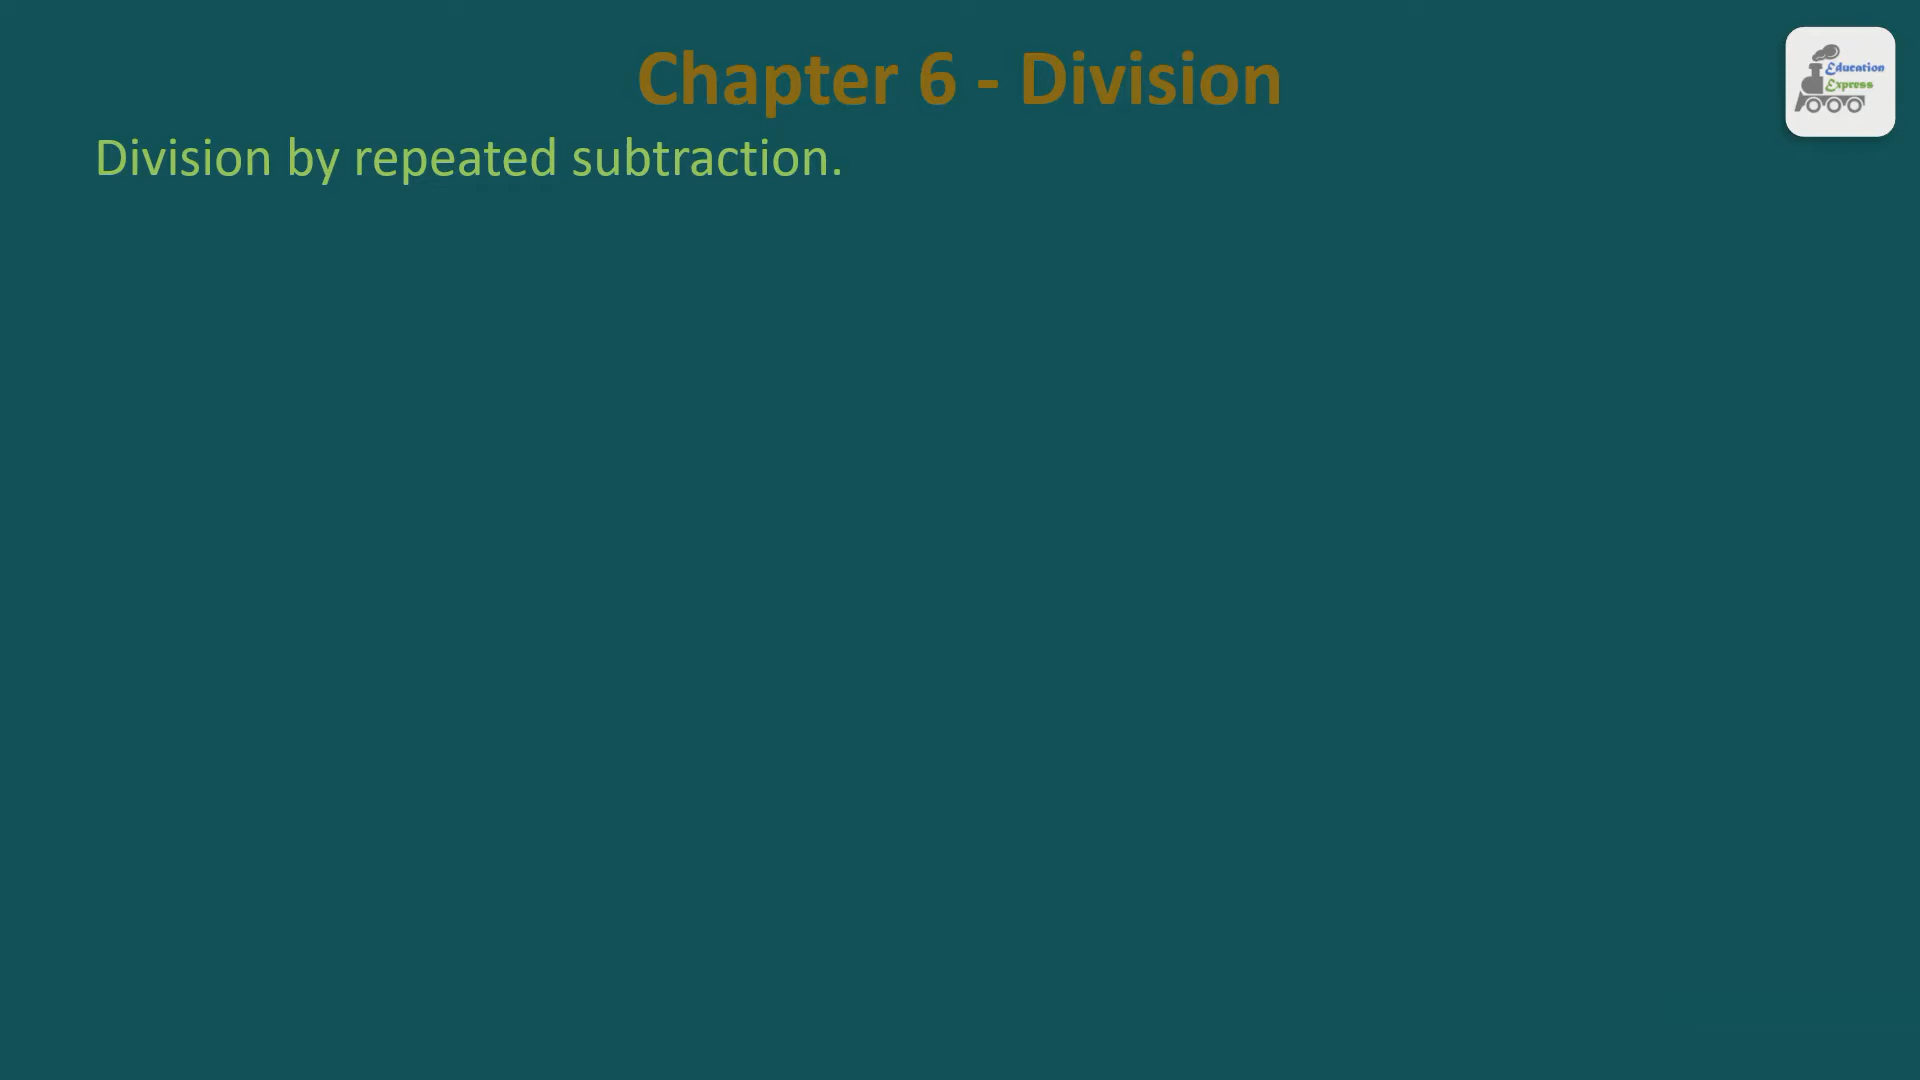 Chapter 6 - Division
Education
Express
Division by repeated subtraction.